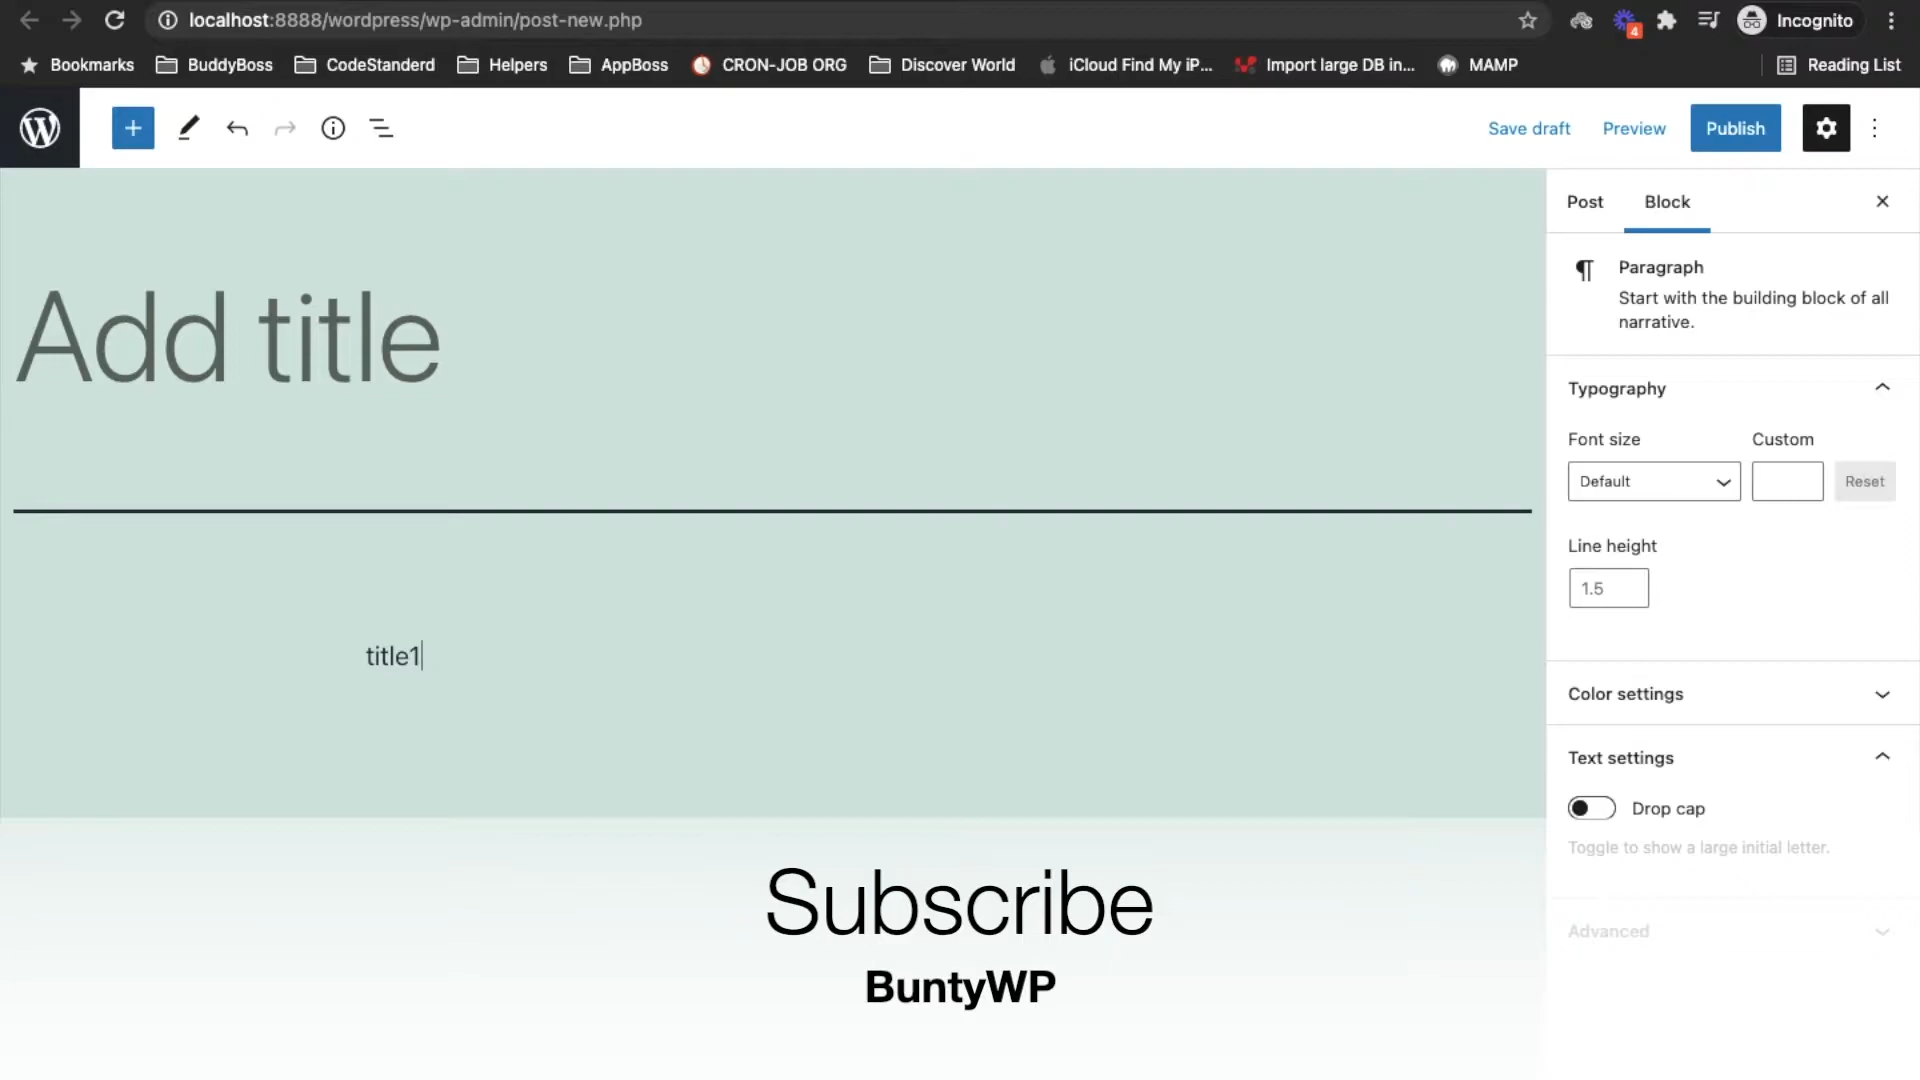 localhost:8888/wordpress/wp-admin/post-new.php
4
Incognito
Bookmarks BuddyBoss CodeStanderd Helpers AppBoss CRON-JOB ORG Discover World iCloud Find My iP... Import large DB in... MAMP Reading List
Save draft Preview Publish
Post Block
Paragraph
Start with the building block of all
narrative.
Typography
Font size Custom
Default Reset
Line height
1.5
Color settings
Text settings
Drop cap
Toggle to show a large initial letter.
Advanced
Add title
title1
Subscribe
BuntyWP